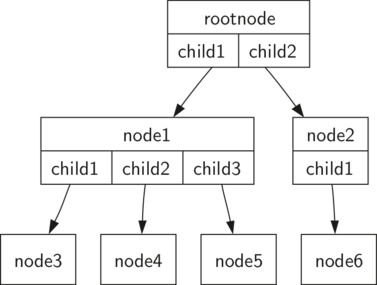 rootnode
child1 child2
node1 node2
child1 child2 child3 child1
node3 node4 node5 node6